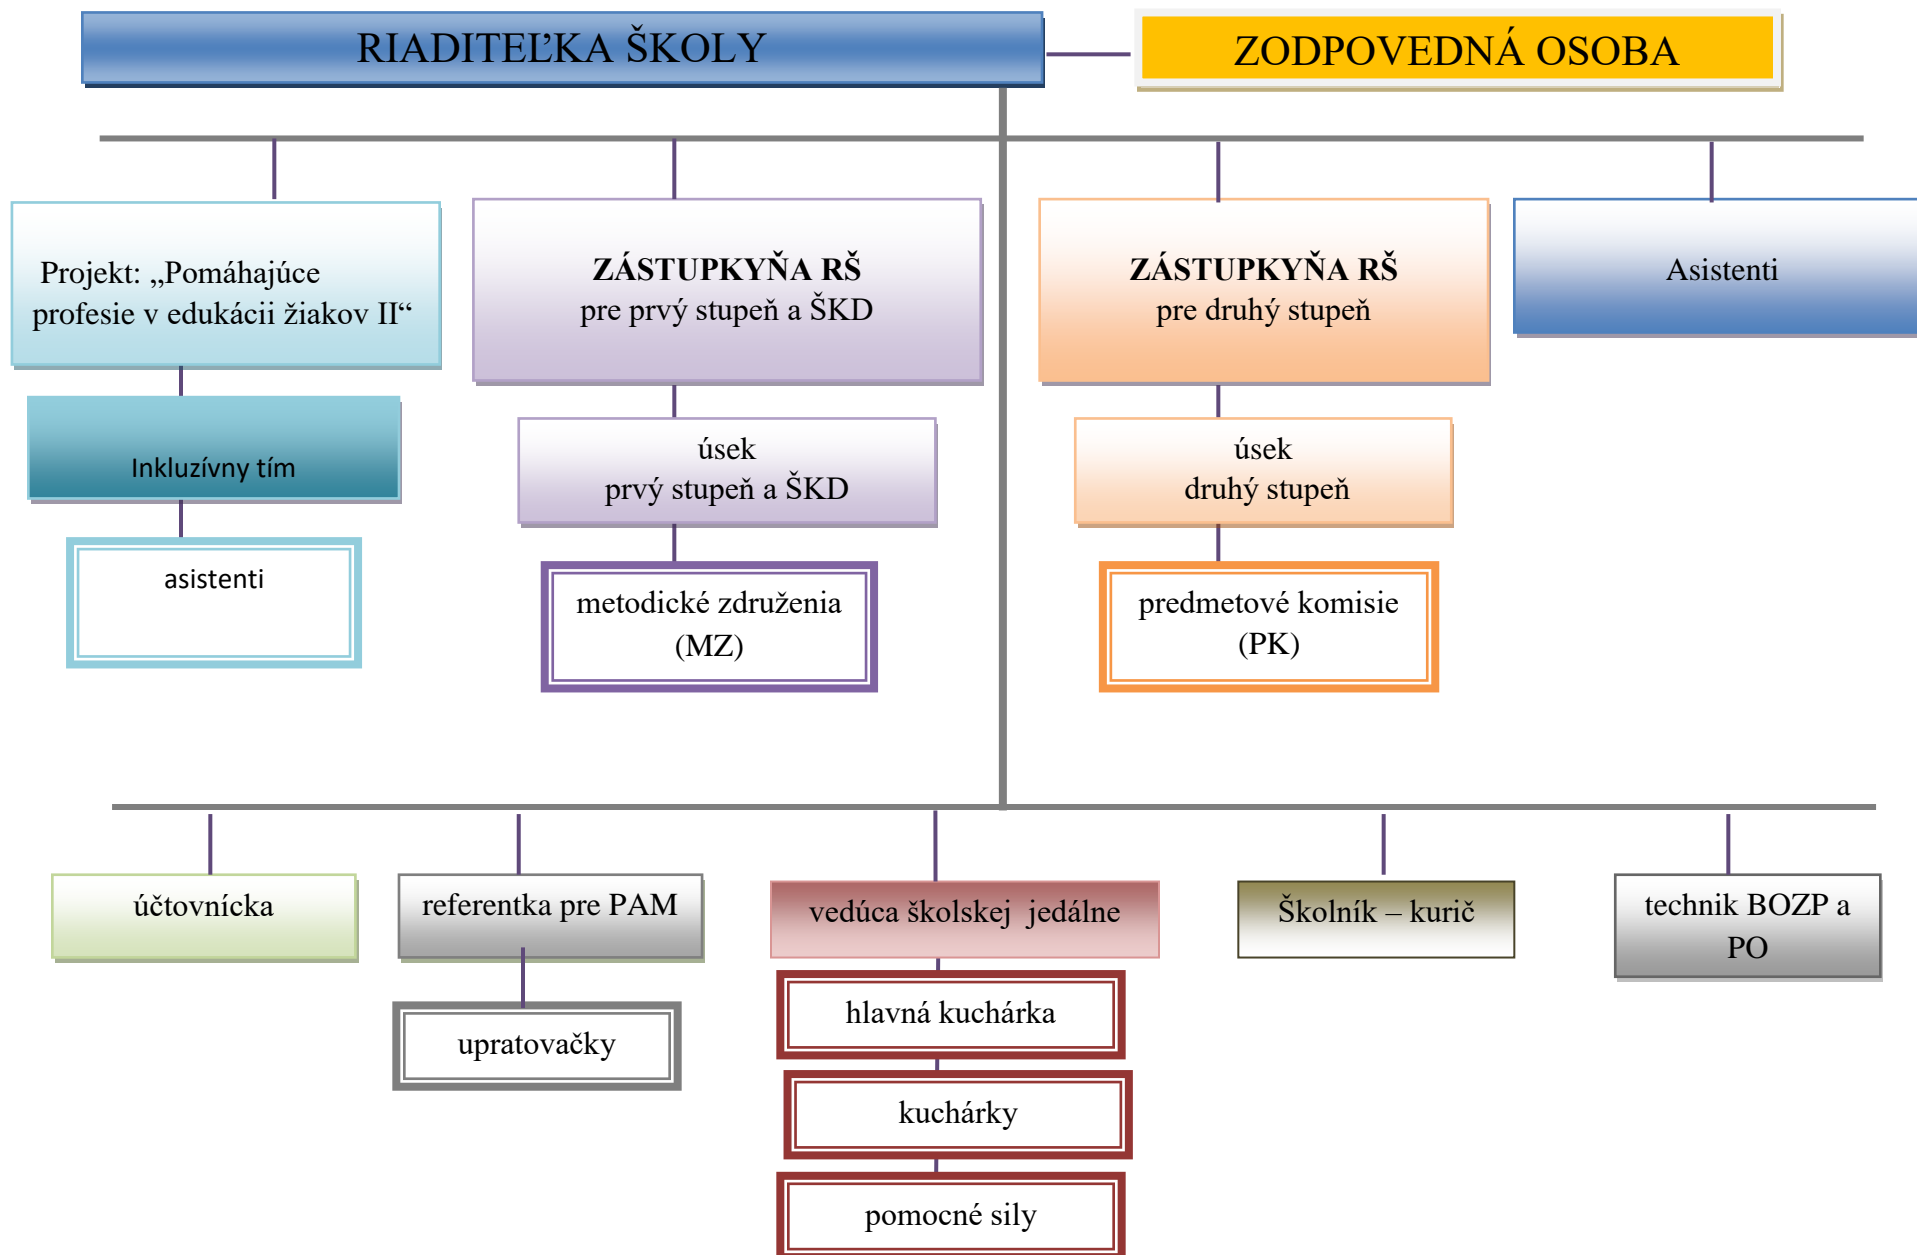 RIADITEĽKA ŠKOLY
ZODPOVEDNÁ OSOBA
Projekt: „Pomáhajúce
profesie v edukácii žiakov II“
ZÁSTUPKYŇA RŠ
pre prvý stupeň a ŠKD
ZÁSTUPKYŇA RŠ
pre druhý stupeň
Asistenti
Inkluzívny tím
úsek
prvý stupeň a ŠKD
úsek
druhý stupeň
asistenti
metodické združenia
(MZ)
predmetové komisie
(PK)
účtovnícka
referentka pre PAM
vedúca školskej jedálne
Školník – kurič
technik BOZP a
PO
upratovačky
hlavná kuchárka
kuchárky
pomocné sily